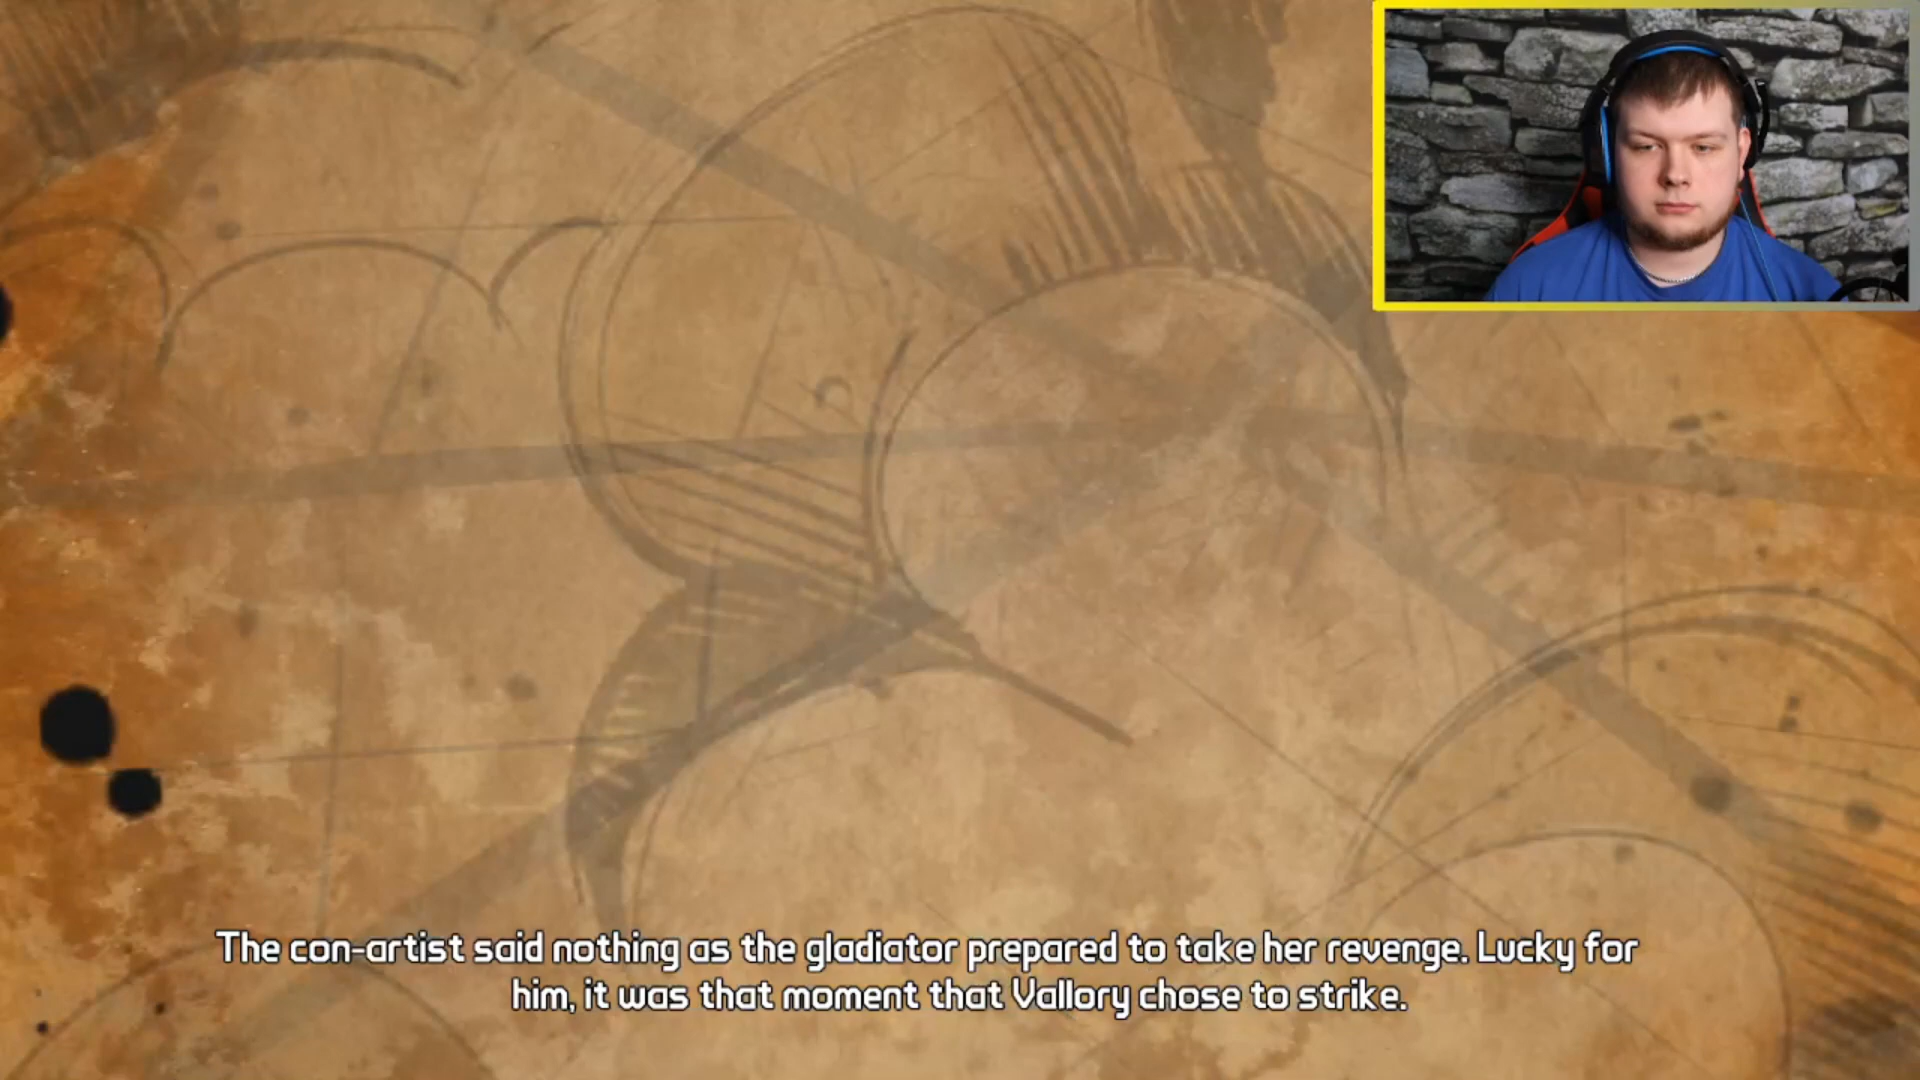 The con-artist said nothing as the gladiator prepared to take her revenge. Lucky for
him, it was that moment that Vallory chose to strike.